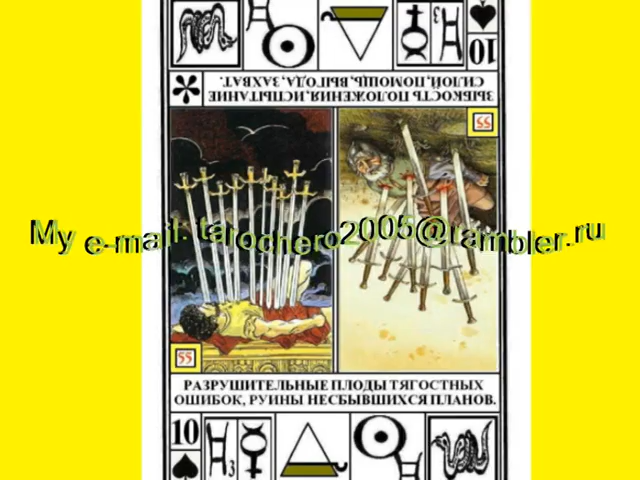 10
ЗЫБКОСТЬ ПОЛОЖЕНИЯ, ИСПЫТАНИЕ
СИЛОЙ, ПОМОЩЬ, ВЫГОДА, ЗАХВАТ.
55
My e-mail: tarochero2005@rambler.ru
55
РАЗРУШИТЕЛЬНЫЕ ПЛОДЫ ТЯГОСТНЫХ
ОШИБОК, РУИНЫ НЕСБЫВШИХСЯ ПЛАНОВ.
10
3